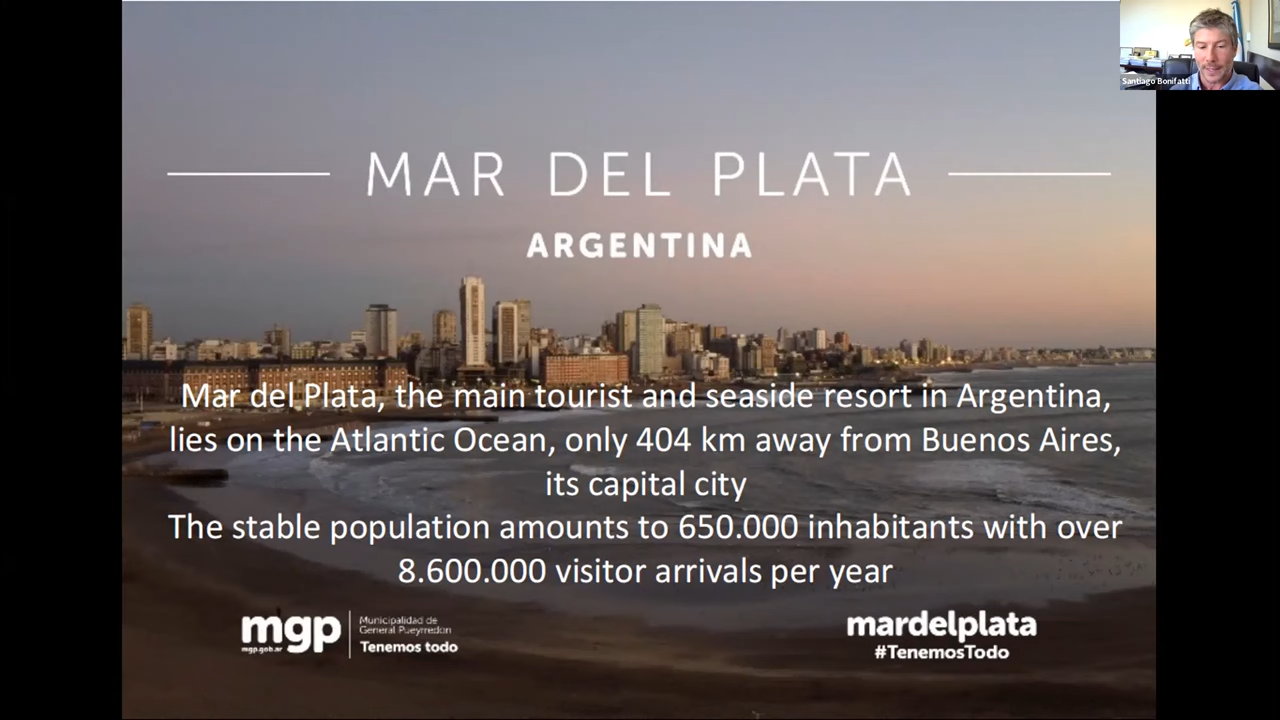 Santiago Bonifatti
MAR DEL PLATA
ARGENTINA
Mar del Plata, the main tourist and seaside resort in Argentina,
lies on the Atlantic Ocean, only 404 km away from Buenos Aires,
its capital city
The stable population amounts to 650.000 inhabitants with over
8.600.000 visitor arrivals per year
mgp
mgp.gob.ar
Municipalidad de
General Pueyrredon
Tenemos todo
mardelplata
#TenemosTodo